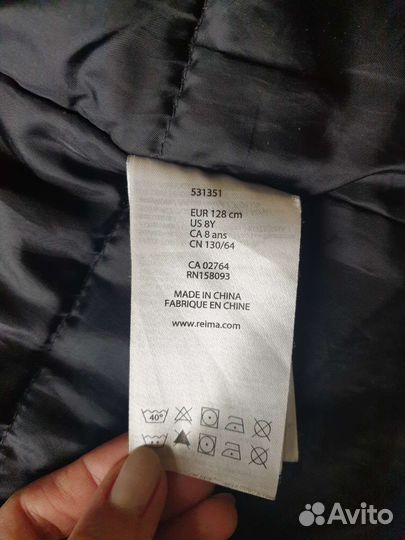 531351
EUR 128 cm
US 8Y
CA 8 ans
CN 130/64
CA 02764
RN158093
MADE IN CHINA
FABRIQUE EN CHINE
www.reima.com
40°
Avito